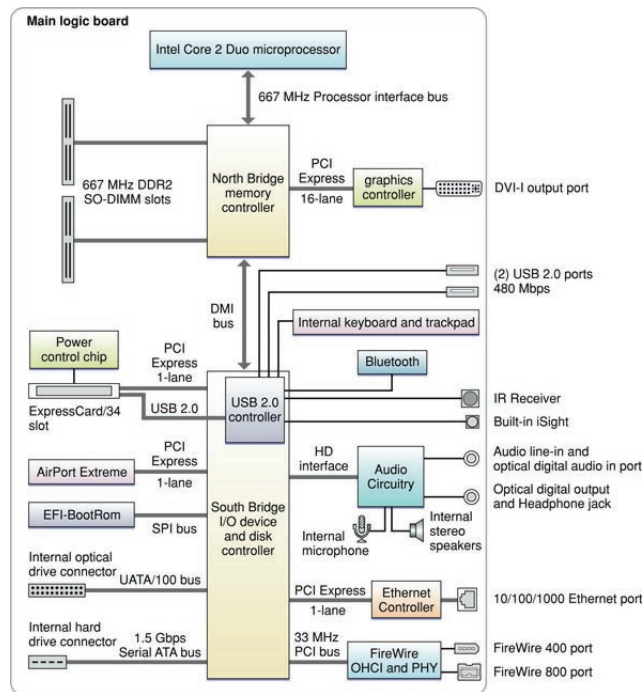 Main logic board
Intel Core 2 Duo microprocessor
667 MHz Processor interface bus
667 MHz DDR2
SO-DIMM slots
North Bridge
memory
controller
PCI
Express
16-lane
graphics
controller
DVI-I output port
DMI
bus
(2) USB 2.0 ports
480 Mbps
Internal keyboard and trackpad
Power
control chip
PCI
Express
1-lane
USB 2.0
ExpressCard/34
slot
USB 2.0
controller
Bluetooth
IR Receiver
Built-in iSight
AirPort Extreme
PCI
Express
1-lane
HD
interface
Audio
Circuitry
Audio line-in and
optical digital audio in port
Optical digital output
and Headphone jack
EFI-BootRom
SPI bus
South Bridge
I/O device
and disk
controller
Internal
microphone
Internal
stereo
speakers
Internal optical
drive connector
UATA/100 bus
PCI Express
1-lane
Ethernet
Controller
10/100/1000 Ethernet port
Internal hard
drive connector
1.5 Gbps
Serial ATA bus
33 MHz
PCI bus
FireWire
OHCI and PHY
FireWire 400 port
FireWire 800 port